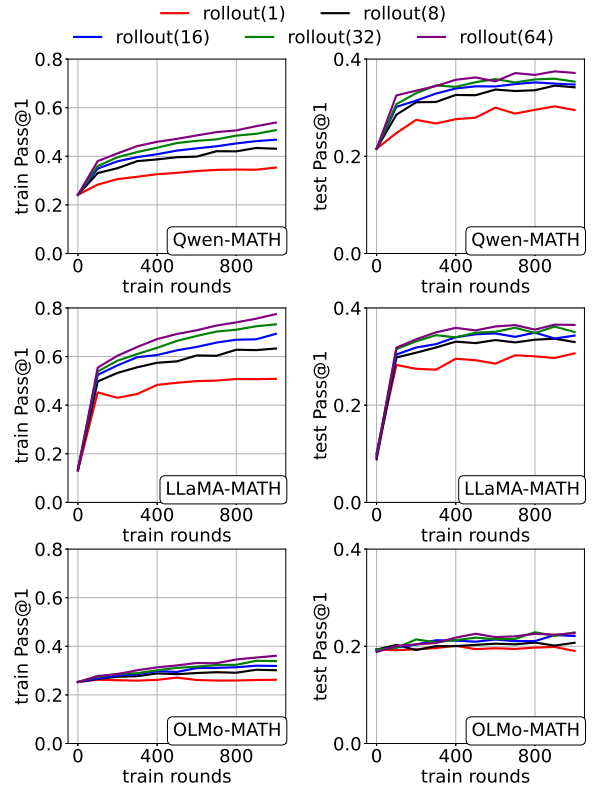 rollout(1) rollout(8)
rollout(16) rollout(32) rollout(64)
train Pass@1
0.8
0.6
0.4
0.2
0.0
Qwen-MATH
0 400 800
train rounds
test Pass@1
0.4
0.2
0.0
Qwen-MATH
0 400 800
train rounds
train Pass@1
0.8
0.6
0.4
0.2
0.0
LLaMA-MATH
0 400 800
train rounds
test Pass@1
0.4
0.2
0.0
LLaMA-MATH
0 400 800
train rounds
train Pass@1
0.8
0.6
0.4
0.2
0.0
OLMo-MATH
0 400 800
train rounds
test Pass@1
0.4
0.2
0.0
OLMo-MATH
0 400 800
train rounds